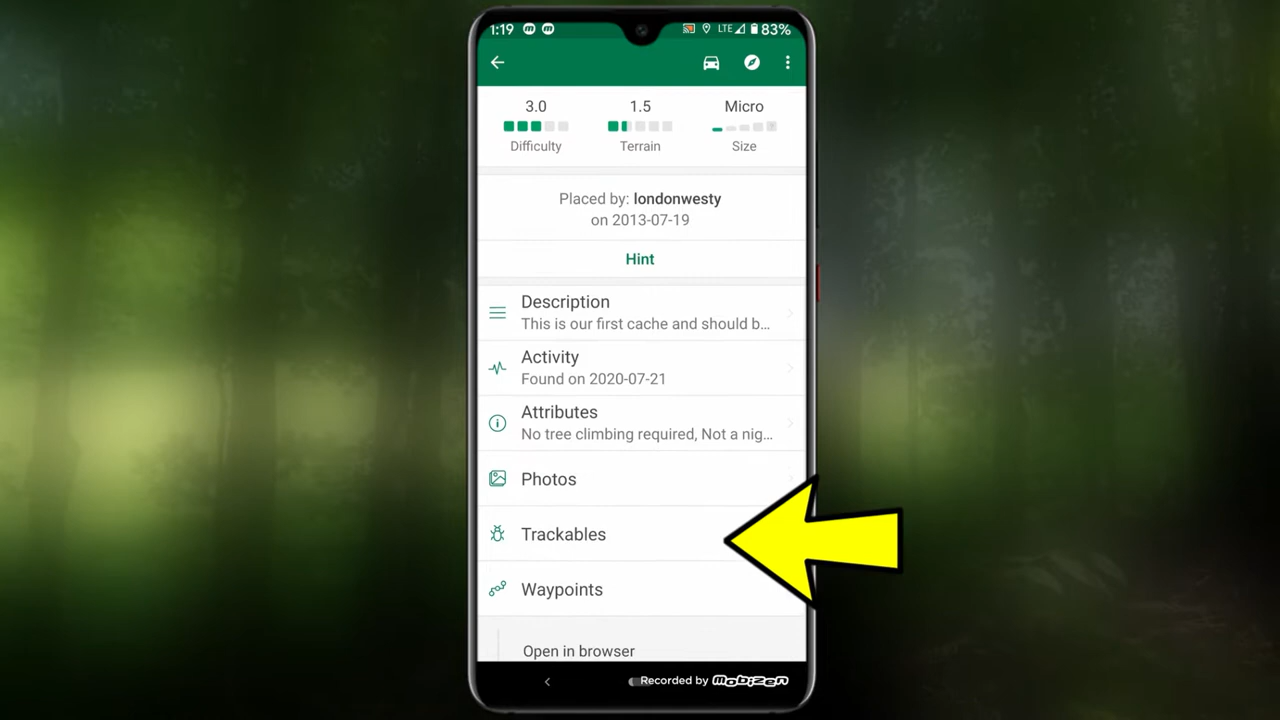 1:19 LTE 83%
3.0 1.5 Micro
Difficulty Terrain Size
Placed by: londonwesty
on 2013-07-19
Hint
Description
This is our first cache and should b...
Activity
Found on 2020-07-21
Attributes
No tree climbing required, Not a nig...
Photos
Trackables
Waypoints
Open in browser
Recorded by mobizen